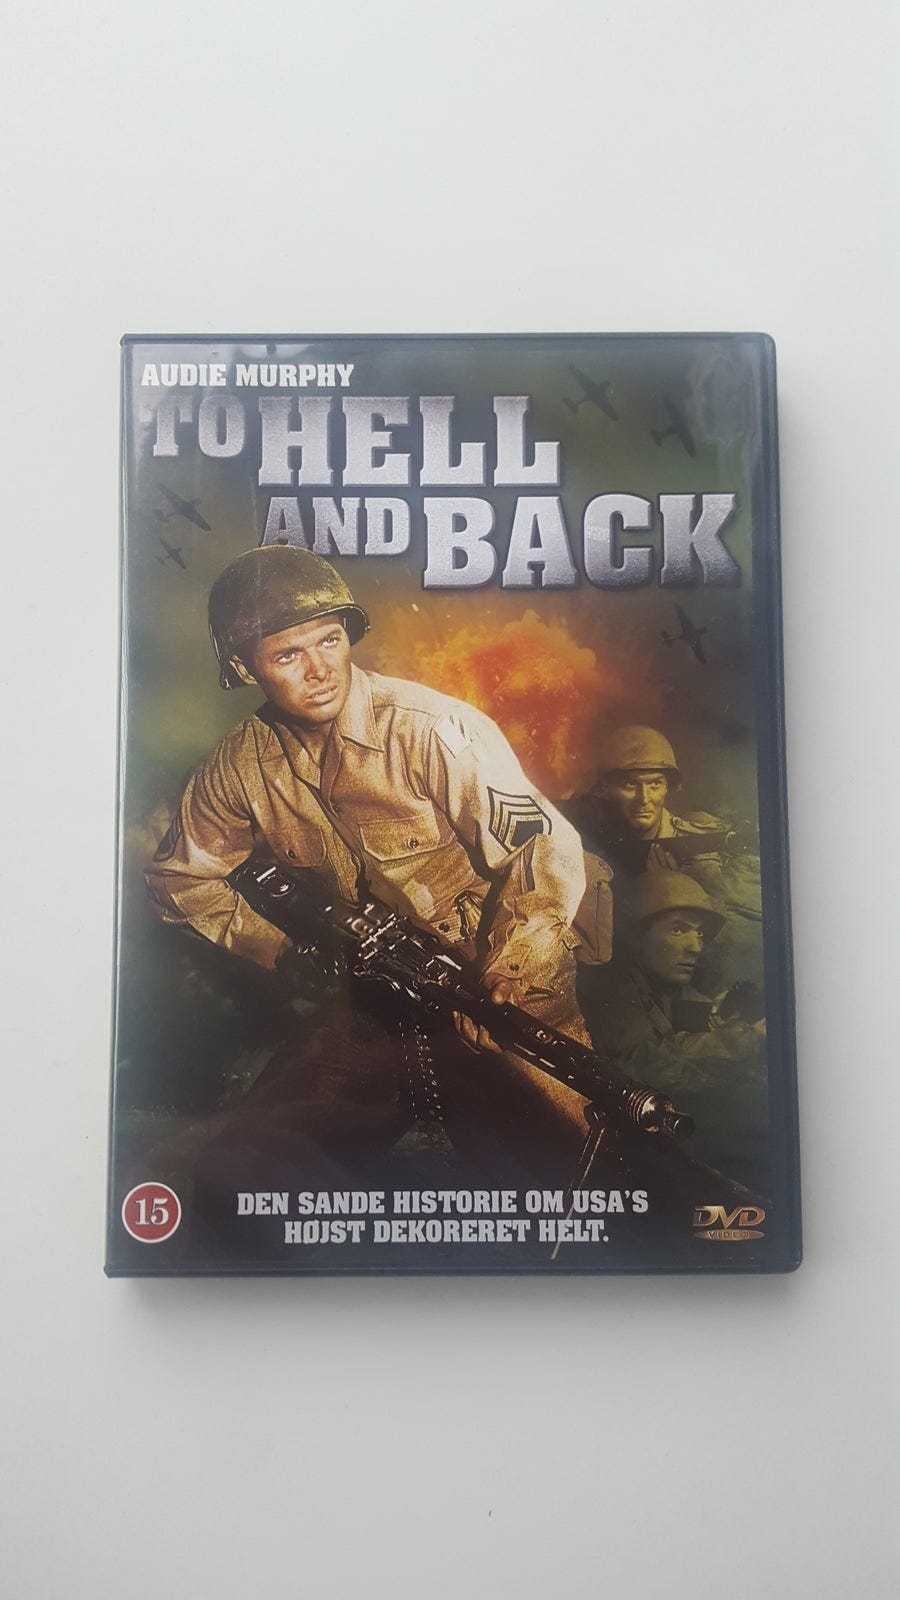 AUDIE MURPHY
TO HELL
AND BACK
15
DEN SANDE HISTORIE OM USA'S
HØJST DEKORERET HELT.
DVD
VIDEO